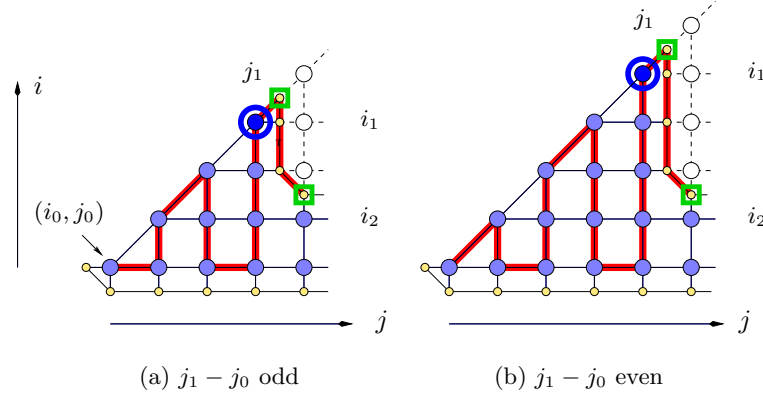 j₁
i
i₁
(i₀, j₀)
i₂
j
(a) j₁ − j₀ odd
j₁
i₁
i₂
j
(b) j₁ − j₀ even